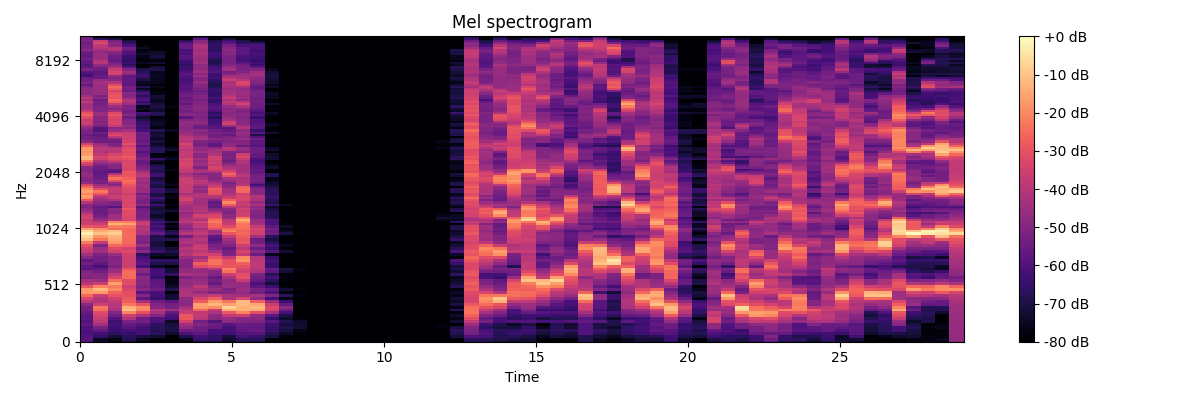 Mel spectrogram
Hz
8192
4096
2048
1024
512
0
0 5 10 15 20 25
Time
+0 dB
-10 dB
-20 dB
-30 dB
-40 dB
-50 dB
-60 dB
-70 dB
-80 dB